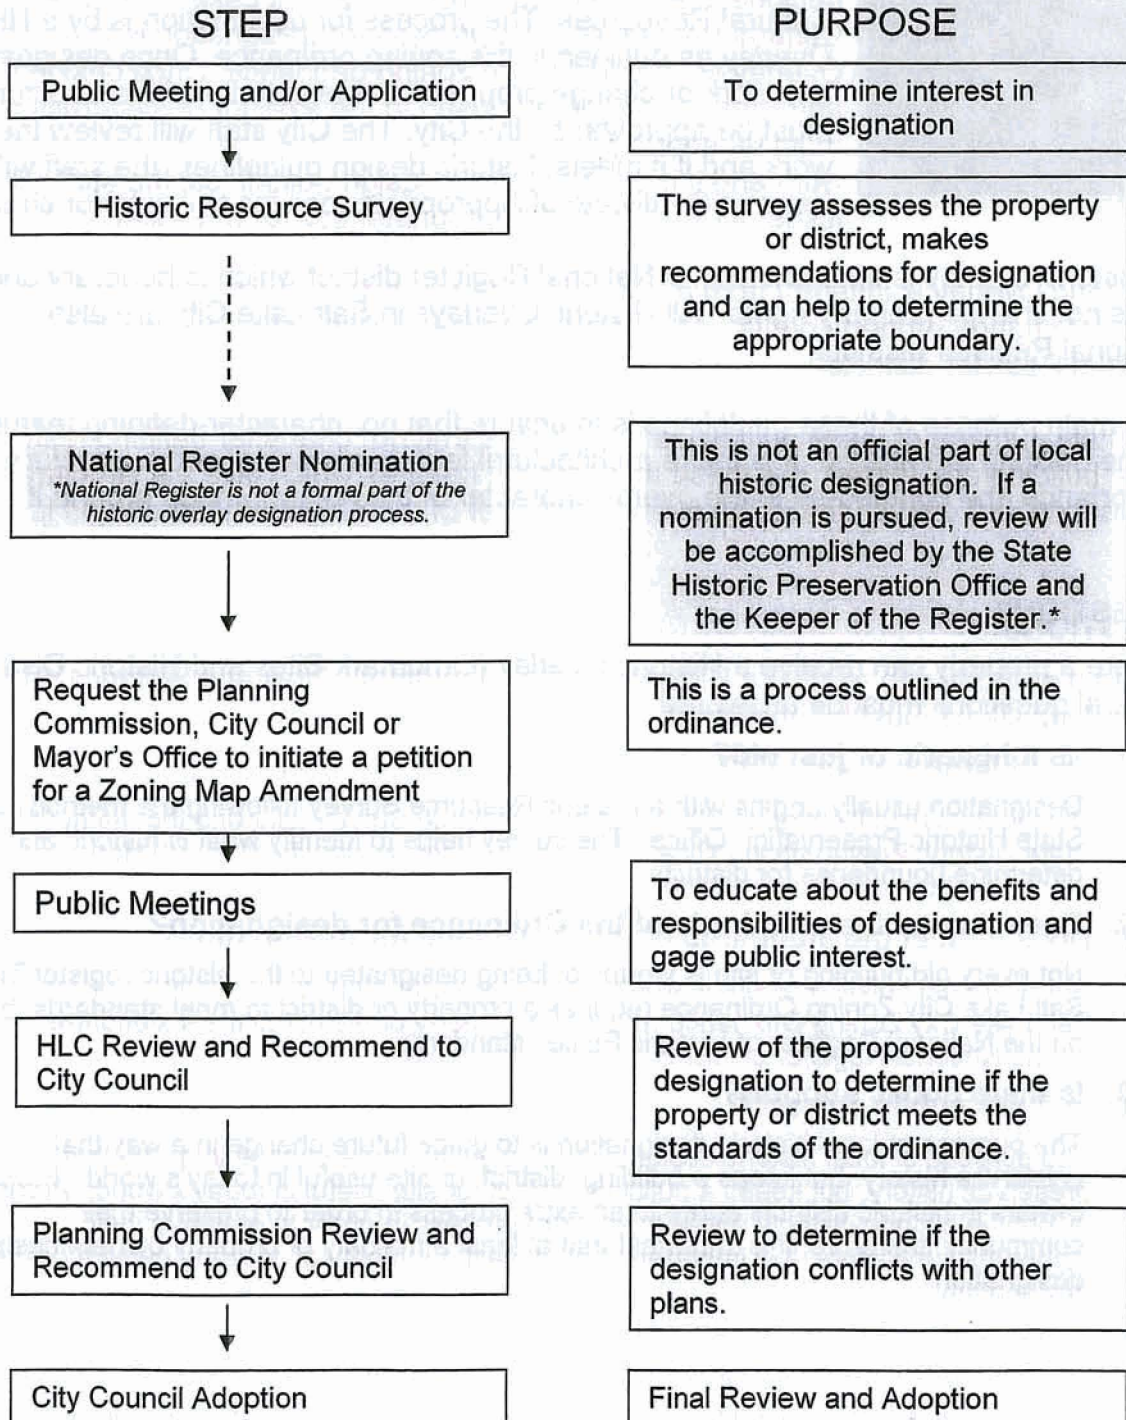 STEP
PURPOSE
Public Meeting and/or Application
To determine interest in
designation
Historic Resource Survey
The survey assesses the property
or district, makes
recommendations for designation
and can help to determine the
appropriate boundary.
National Register Nomination
*National Register is not a formal part of the
historic overlay designation process.
This is not an official part of local
historic designation. If a
nomination is pursued, review will
be accomplished by the State
Historic Preservation Office and
the Keeper of the Register.*
Request the Planning
Commission, City Council or
Mayor's Office to initiate a petition
for a Zoning Map Amendment
This is a process outlined in the
ordinance.
Public Meetings
To educate about the benefits and
responsibilities of designation and
gage public interest.
HLC Review and Recommend to
City Council
Review of the proposed
designation to determine if the
property or district meets the
standards of the ordinance.
Planning Commission Review and
Recommend to City Council
Review to determine if the
designation conflicts with other
plans.
City Council Adoption
Final Review and Adoption